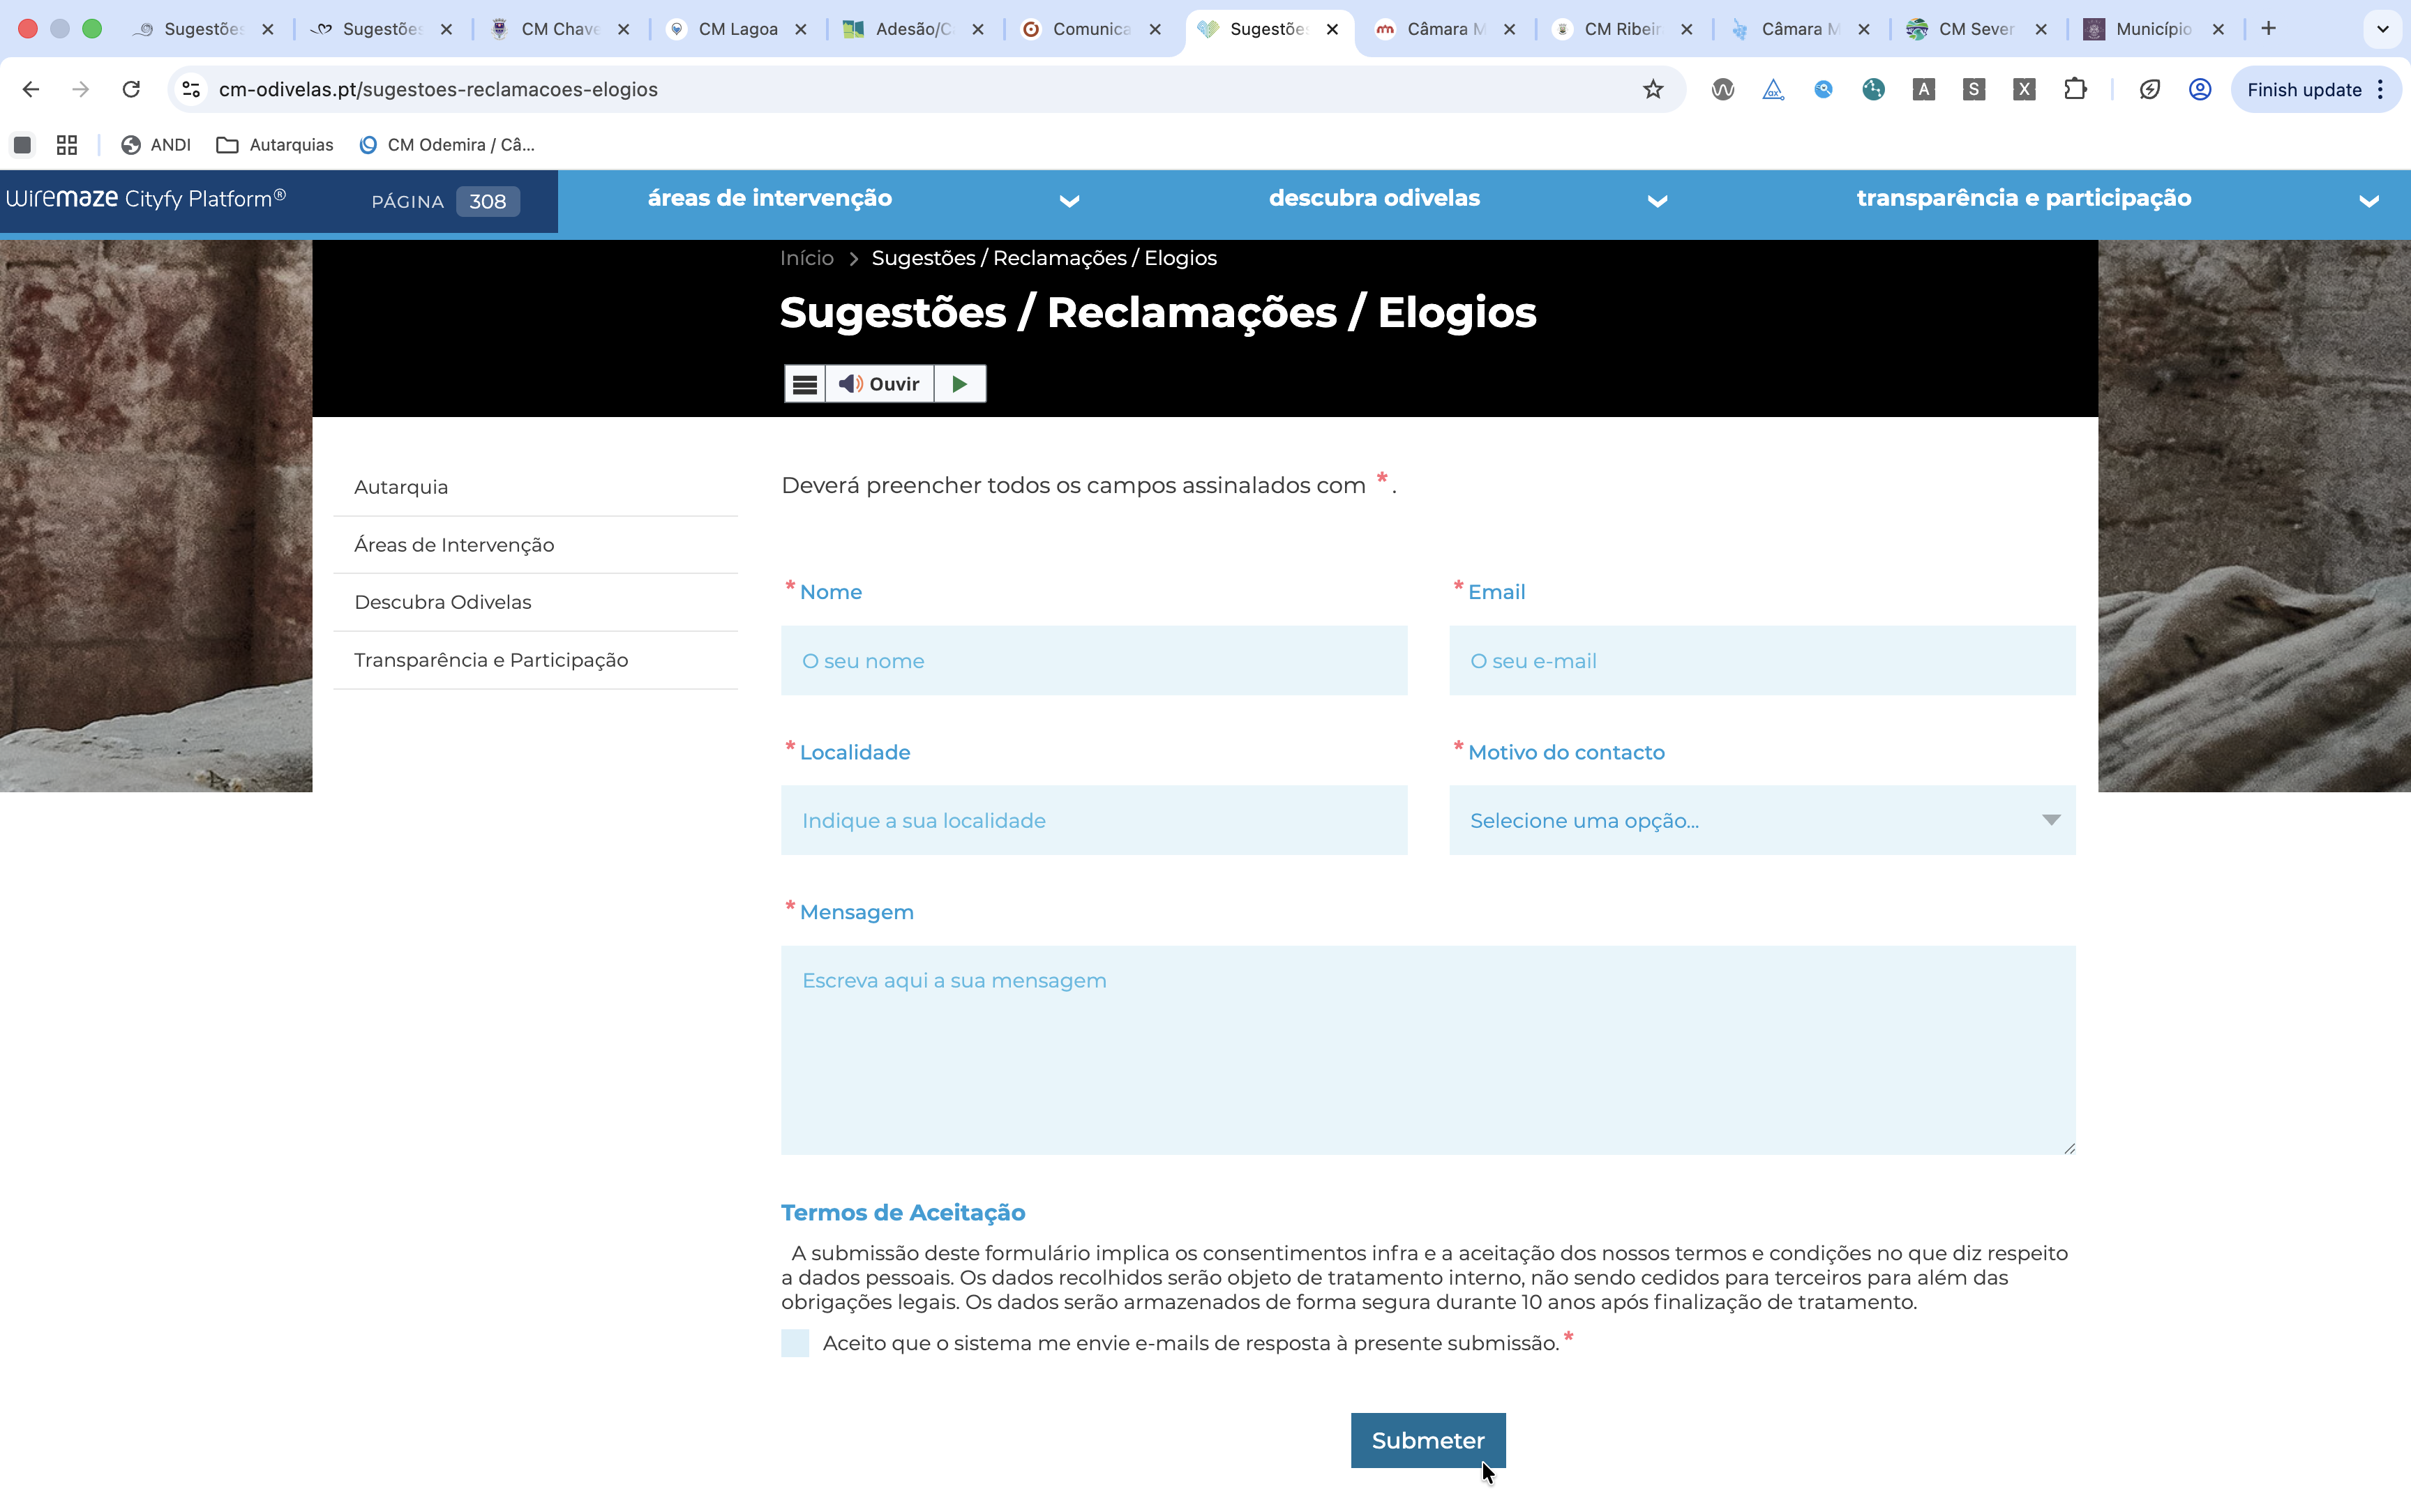 Sugestões
Sugestões
CM Chave
CM Lagoa
Adesão/C
Comunica
Sugestões
Câmara M
CM Ribeir
Câmara M
CM Sever
Município
cm-odivelas.pt/sugestoes-reclamacoes-elogios
A
S
X
Finish update
ANDI
Autarquias
CM Odemira / Câ...
wiremaze Cityfy Platform®
PÁGINA 308
áreas de intervenção
descubra odivelas
transparência e participação
Início > Sugestões / Reclamações / Elogios
Sugestões / Reclamações / Elogios
Ouvir
Autarquia
Áreas de Intervenção
Descubra Odivelas
Transparência e Participação
Deverá preencher todos os campos assinalados com *.
* Nome
* Email
O seu nome
O seu e-mail
* Localidade
* Motivo do contacto
Indique a sua localidade
Selecione uma opção...
* Mensagem
Escreva aqui a sua mensagem
Termos de Aceitação
A submissão deste formulário implica os consentimentos infra e a aceitação dos nossos termos e condições no que diz respeito
a dados pessoais. Os dados recolhidos serão objeto de tratamento interno, não sendo cedidos para terceiros para além das
obrigações legais. Os dados serão armazenados de forma segura durante 10 anos após finalização de tratamento.
Aceito que o sistema me envie e-mails de resposta à presente submissão. *
Submeter